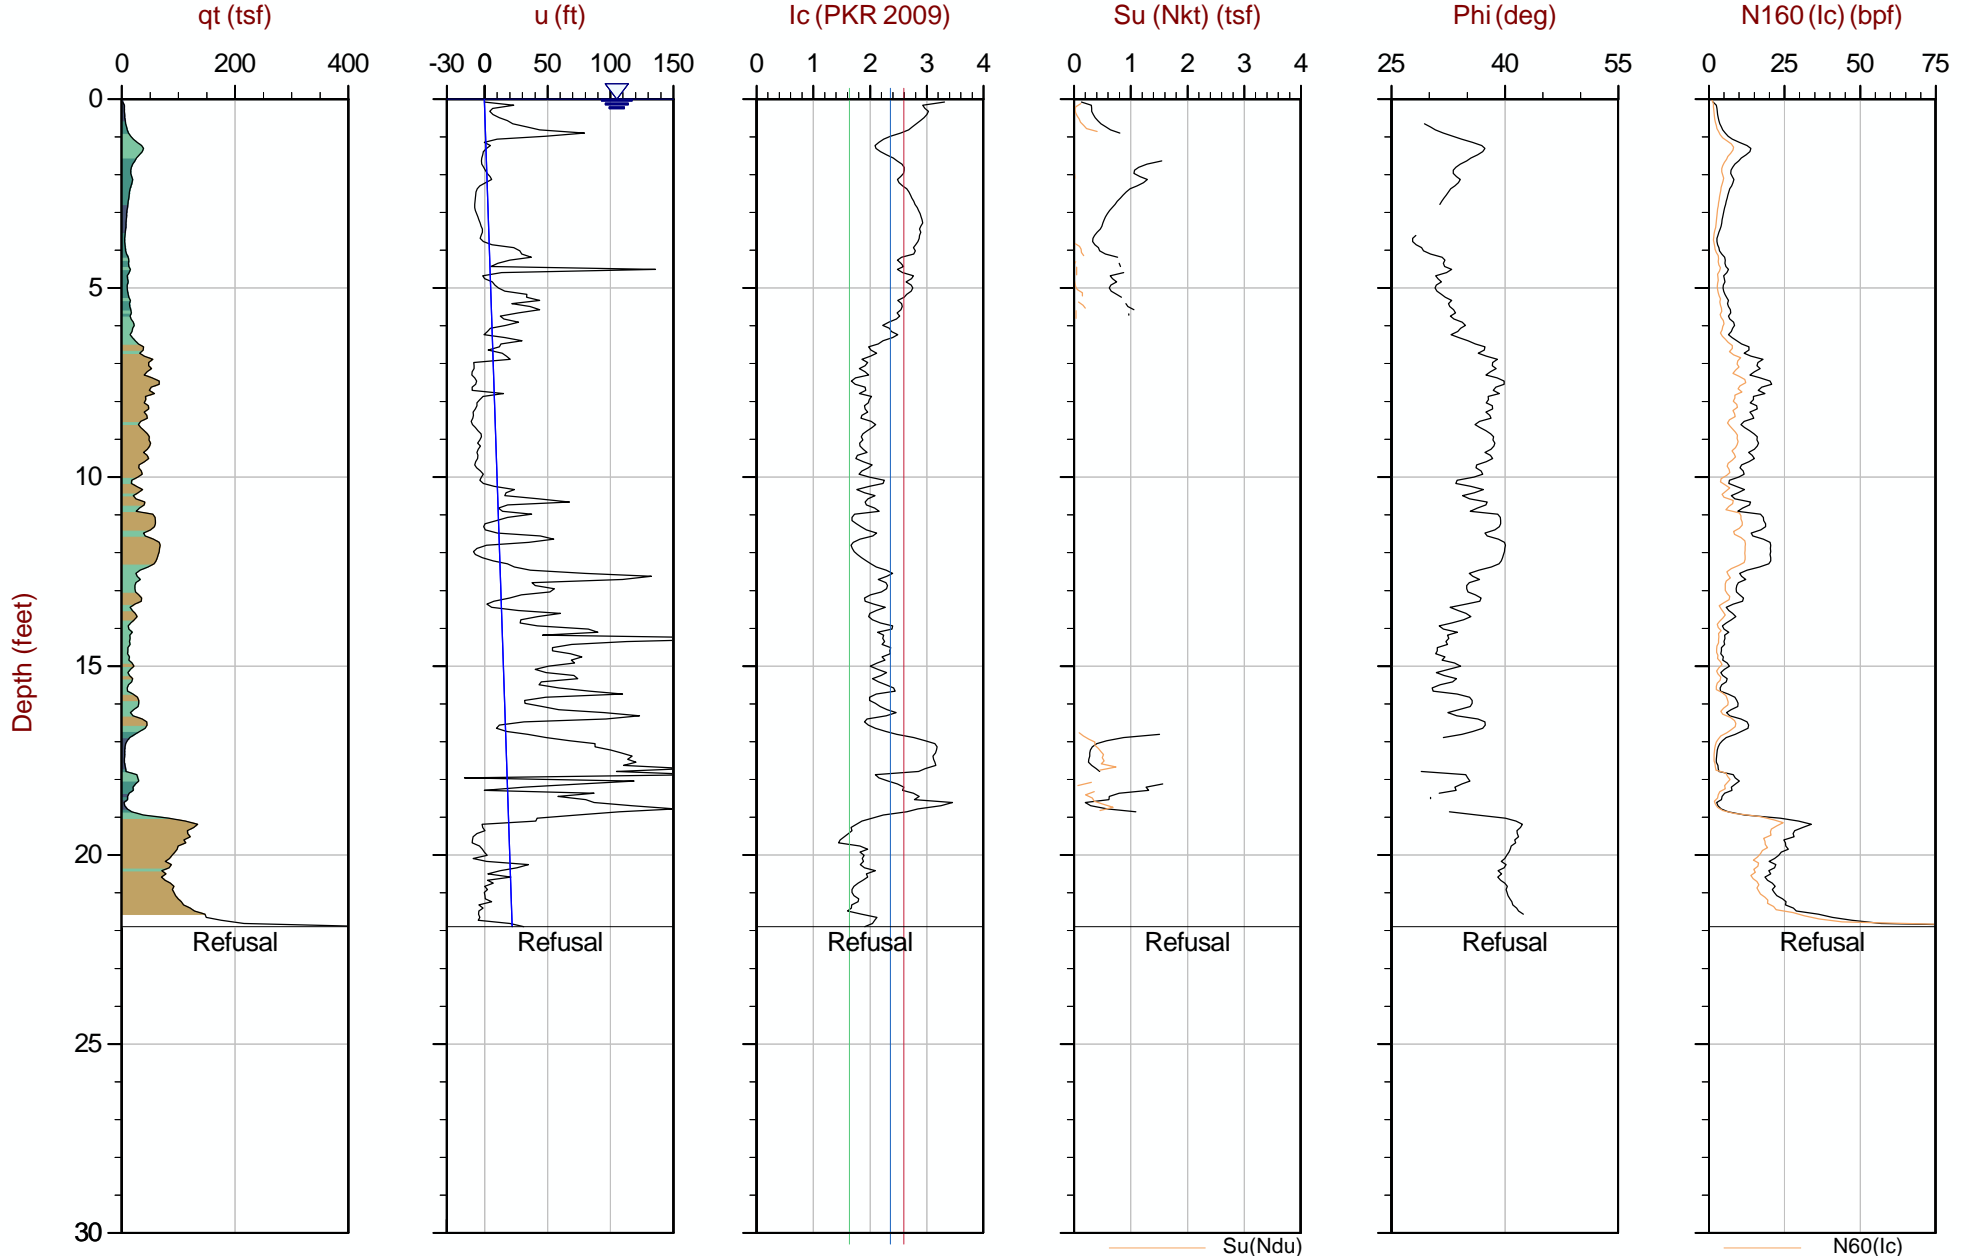 qt (tsf) u (ft) Ic (PKR 2009) Su (Nkt) (tsf) Phi (deg) N160 (Ic) (bpf)
0 200 400 -30 0 50 100 150 0 1 2 3 4 0 1 2 3 4 25 40 55 0 25 50 75
0
5
10
Depth (feet)
15
20
Refusal Refusal Refusal Refusal Refusal Refusal
25
30
Su(Ndu) N60(Ic)